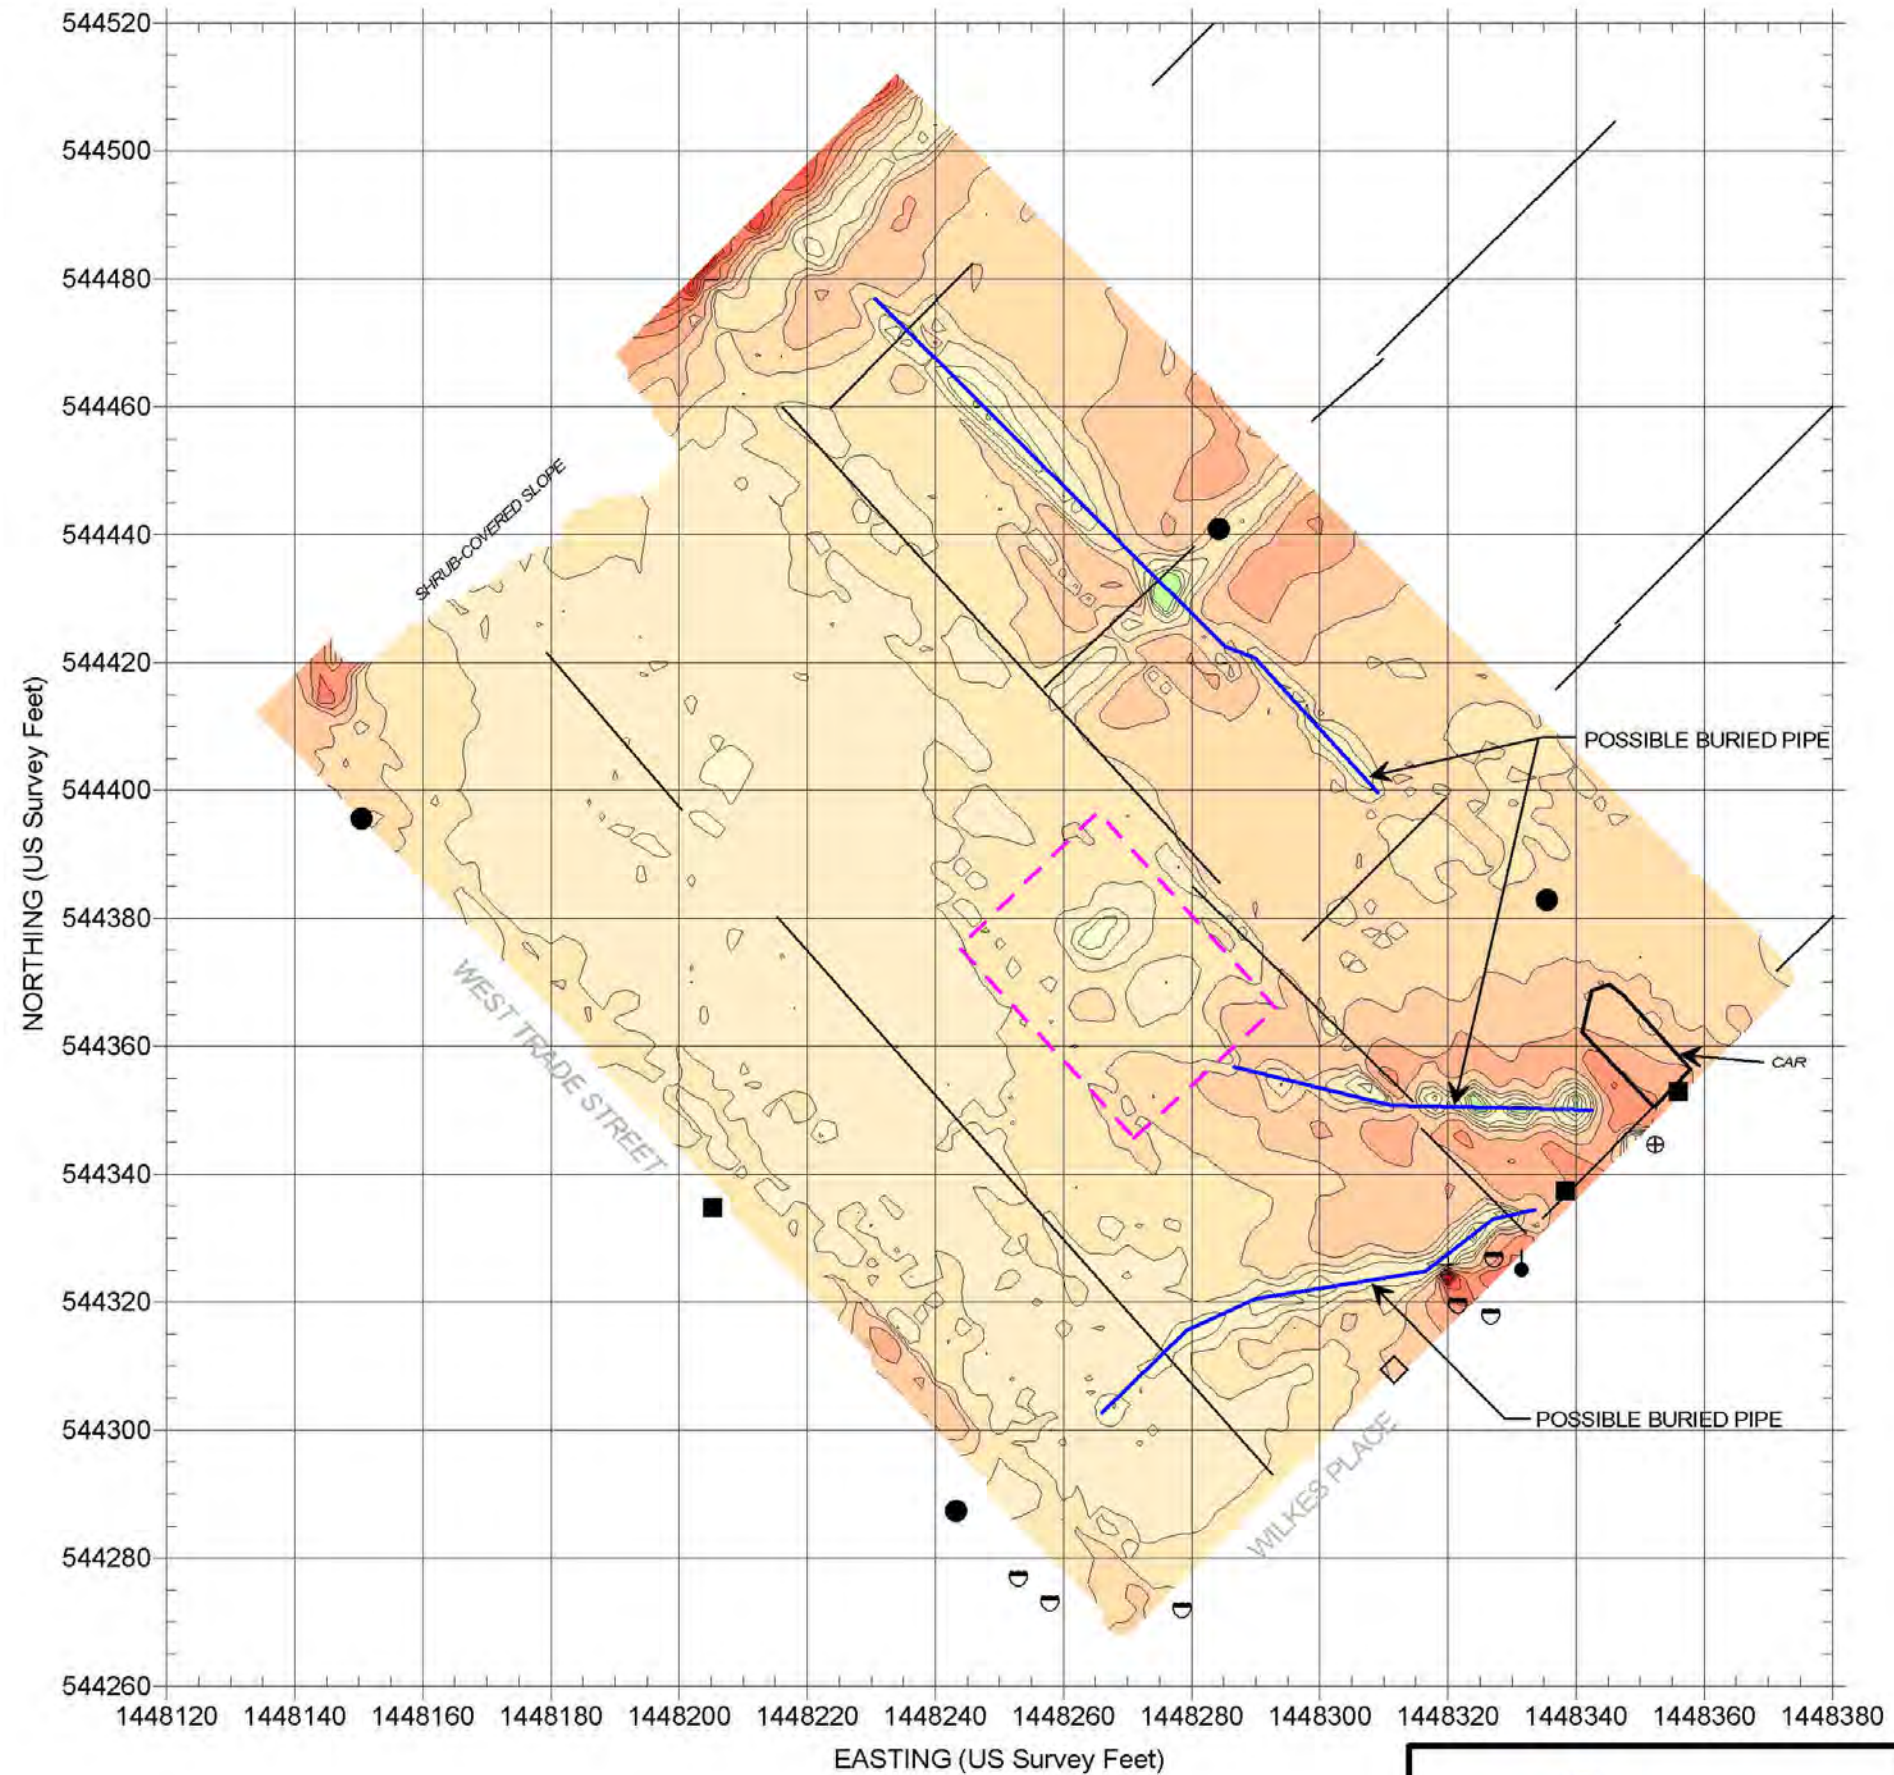 544520
544500
544480
544460
544440
544420
544400
544380
544360
544340
544320
544300
544280
544260
NORTHING (US Survey Feet)
SHRUB-COVERED SLOPE
WEST TRADE STREET
POSSIBLE BURIED PIPE
CAR
POSSIBLE BURIED PIPE
WILKES PLACE
1448120 1448140 1448160 1448180 1448200 1448220 1448240 1448260 1448280 1448300 1448320 1448340 1448360 1448380
EASTING (US Survey Feet)